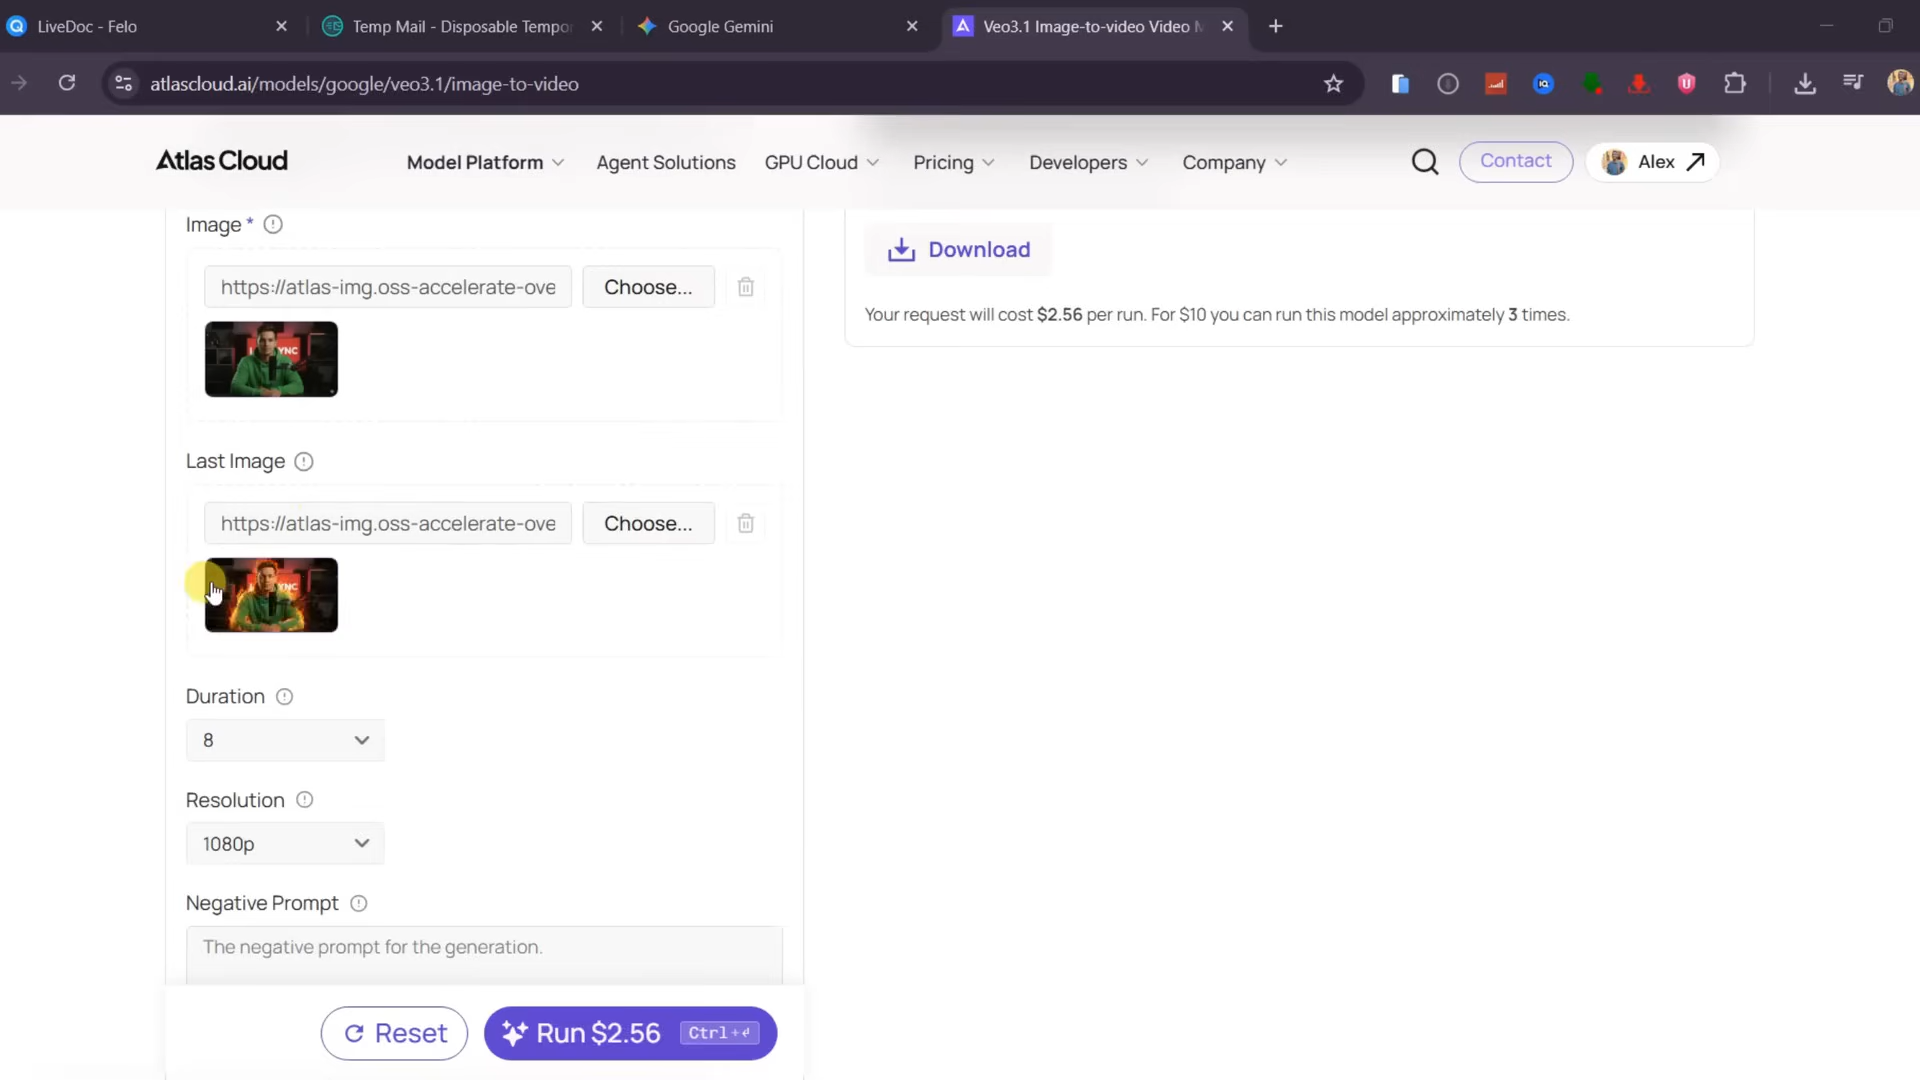 LiveDoc - Felo
Temp Mail - Disposable Tempor
Google Gemini
Veo3.1 Image-to-video Video M
atlascloud.ai/models/google/veo3.1/image-to-video
Atlas Cloud
Model Platform
Agent Solutions
GPU Cloud
Pricing
Developers
Company
Contact
Alex
Image *
https://atlas-img.oss-accelerate-ove
Choose...
Download
Your request will cost $2.56 per run. For $10 you can run this model approximately 3 times.
Last Image
https://atlas-img.oss-accelerate-ove
Choose...
Duration
8
Resolution
1080p
Negative Prompt
The negative prompt for the generation.
Reset
Run $2.56
Ctrl+↵